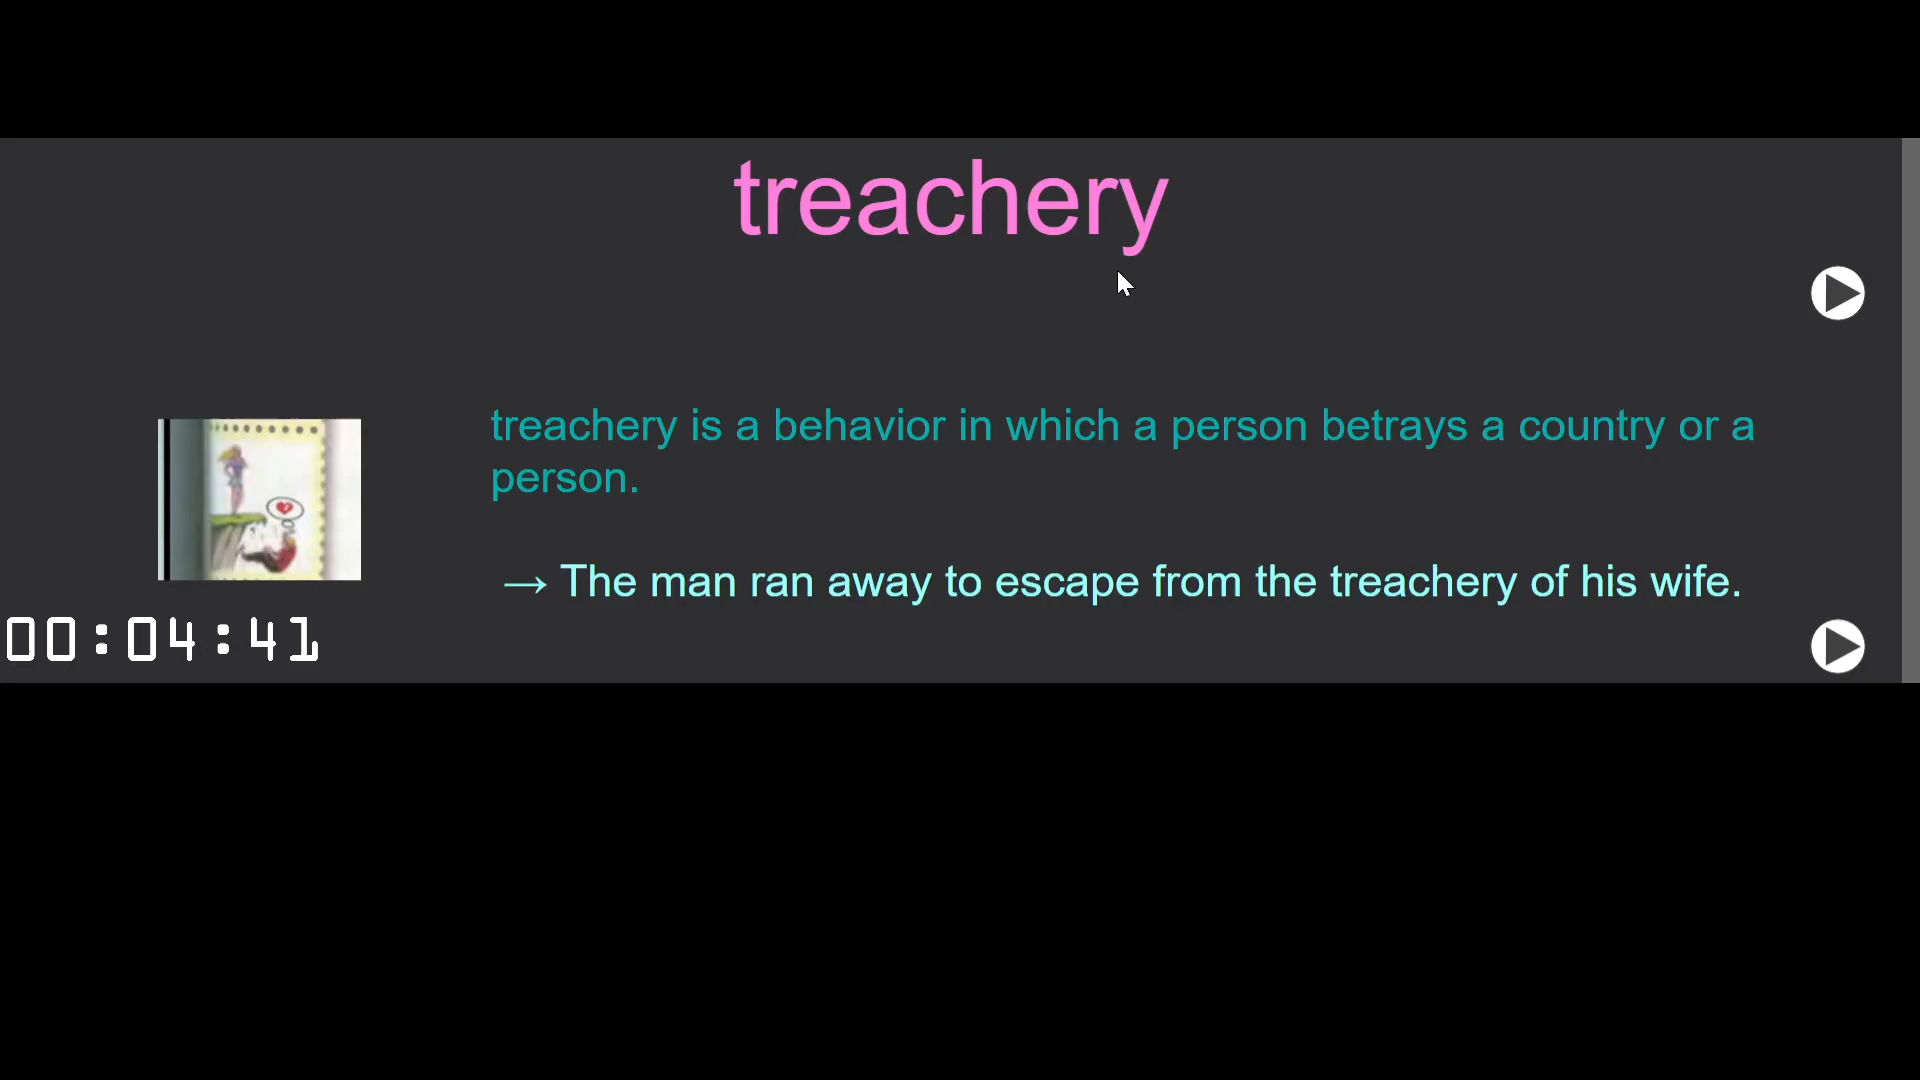 treachery
treachery is a behavior in which a person betrays a country or a
person.
→ The man ran away to escape from the treachery of his wife.
00:04:41